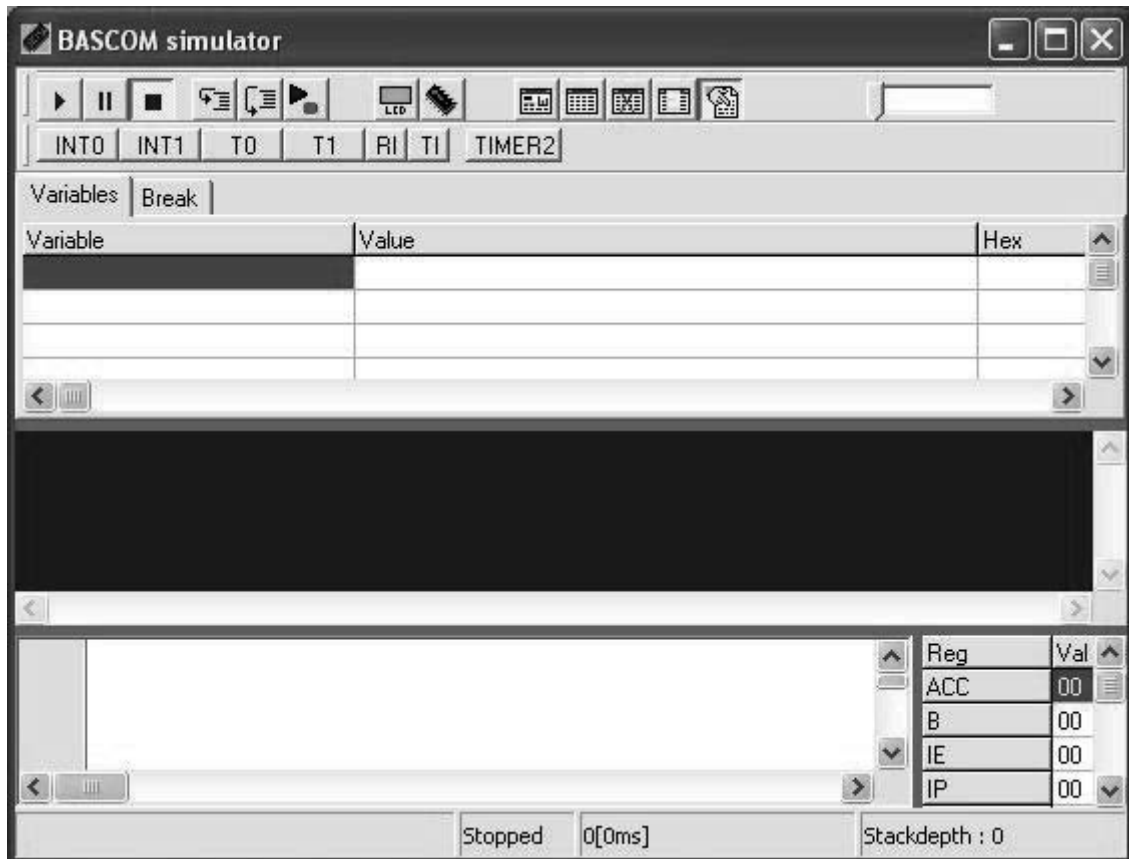 BASCOM simulator
LCD
INT0 INT1 T0 T1 RI TI TIMER2
Variables Break
Variable Value Hex
Reg Val
ACC 00
B 00
IE 00
IP 00
Stopped 0[0ms] Stackdepth : 0